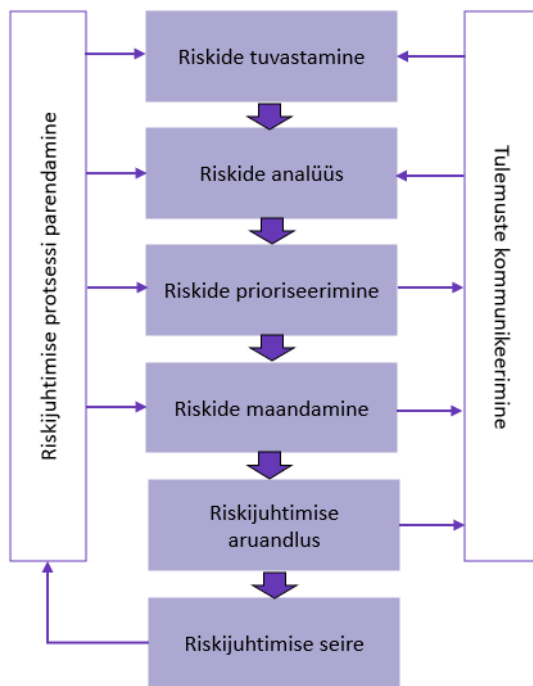 Riskijuhtimise protsessi parendamine
Riskide tuvastamine
Riskide analüüs
Riskide prioriseerimine
Riskide maandamine
Riskijuhtimise
aruandlus
Riskijuhtimise seire
Tulemuste kommunikeerimine